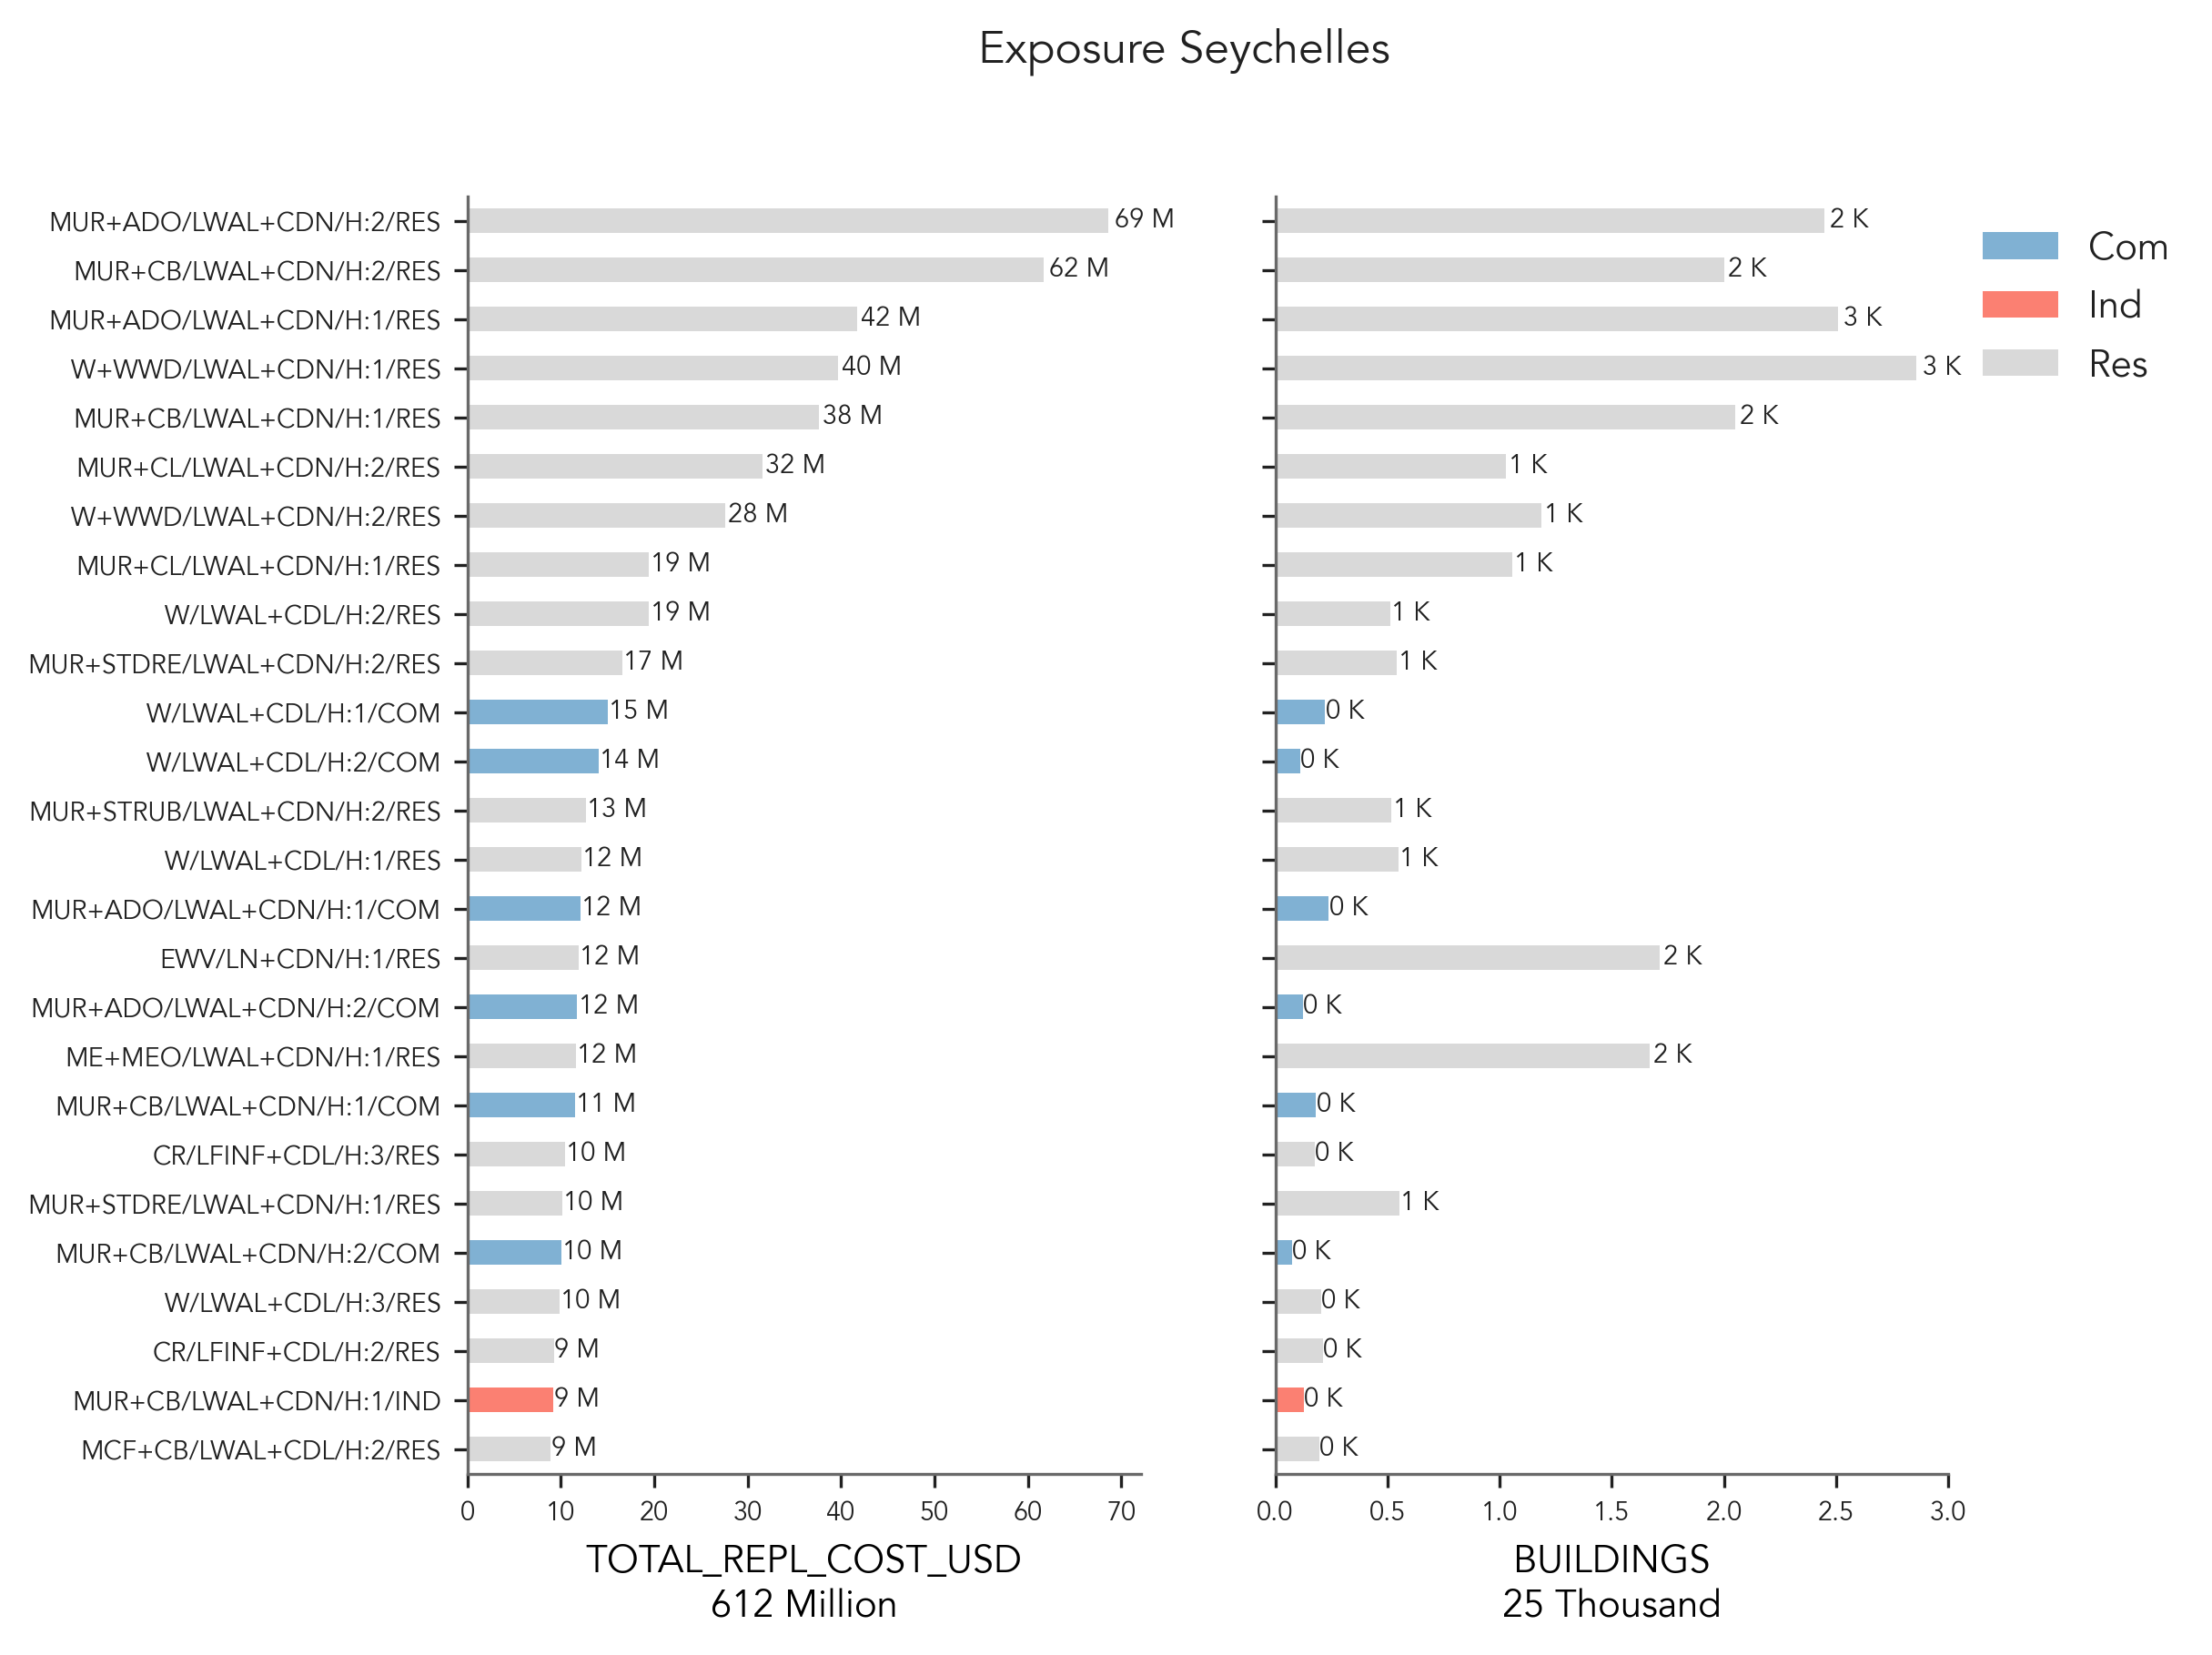 Exposure Seychelles
MUR+ADO/LWAL+CDN/H:2/RES 69 M 2 K
MUR+CB/LWAL+CDN/H:2/RES 62 M 2 K
MUR+ADO/LWAL+CDN/H:1/RES 42 M 3 K
W+WWD/LWAL+CDN/H:1/RES 40 M 3 K
MUR+CB/LWAL+CDN/H:1/RES 38 M 2 K
MUR+CL/LWAL+CDN/H:2/RES 32 M 1 K
W+WWD/LWAL+CDN/H:2/RES 28 M 1 K
MUR+CL/LWAL+CDN/H:1/RES 19 M 1 K
W/LWAL+CDL/H:2/RES 19 M 1 K
MUR+STDRE/LWAL+CDN/H:2/RES 17 M 1 K
W/LWAL+CDL/H:1/COM 15 M 0 K
W/LWAL+CDL/H:2/COM 14 M 0 K
MUR+STRUB/LWAL+CDN/H:2/RES 13 M 1 K
W/LWAL+CDL/H:1/RES 12 M 1 K
MUR+ADO/LWAL+CDN/H:1/COM 12 M 0 K
EWV/LN+CDN/H:1/RES 12 M 2 K
MUR+ADO/LWAL+CDN/H:2/COM 12 M 0 K
ME+MEO/LWAL+CDN/H:1/RES 12 M 2 K
MUR+CB/LWAL+CDN/H:1/COM 11 M 0 K
CR/LFINF+CDL/H:3/RES 10 M 0 K
MUR+STDRE/LWAL+CDN/H:1/RES 10 M 1 K
MUR+CB/LWAL+CDN/H:2/COM 10 M 0 K
W/LWAL+CDL/H:3/RES 10 M 0 K
CR/LFINF+CDL/H:2/RES 9 M 0 K
MUR+CB/LWAL+CDN/H:1/IND 9 M 0 K
MCF+CB/LWAL+CDL/H:2/RES 9 M 0 K
0 10 20 30 40 50 60 70
TOTAL_REPL_COST_USD
612 Million
0.0 0.5 1.0 1.5 2.0 2.5 3.0
BUILDINGS
25 Thousand
Com
Ind
Res